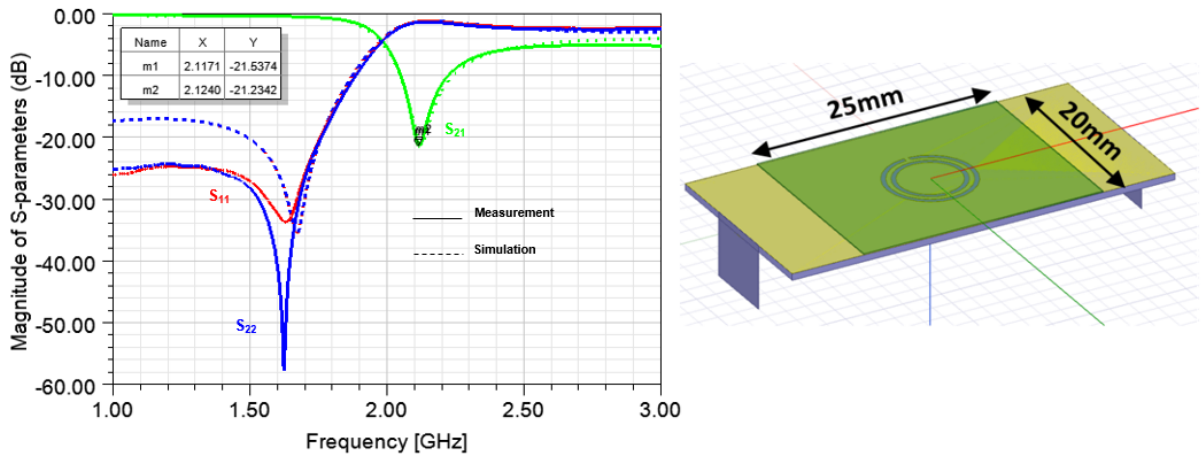 0.00
-10.00
-20.00
-30.00
-40.00
-50.00
-60.00
Magnitude of S-parameters (dB)
Name X Y
m1 2.1171 -21.5374
m2 2.1240 -21.2342
m2
S21
S11
S22
Measurement
Simulation
1.00 1.50 2.00 2.50 3.00
Frequency [GHz]
25mm
20mm